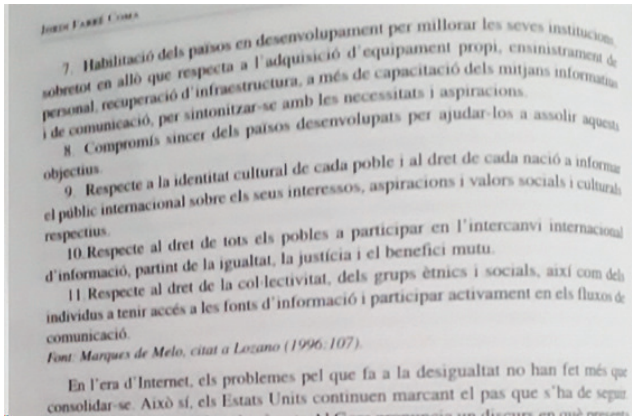 JORDI FARRÉ COMA
7. Habilitació dels països en desenvolupament per millorar les seves institucions,
sobretot en allò que respecta a l'adquisició d'equipament propi, ensinistrament de
personal, recuperació d'infraestructura, a més de capacitació dels mitjans informatius
i de comunicació, per sintonitzar-se amb les necessitats i aspiracions.
8. Compromís sincer dels països desenvolupats per ajudar-los a assolir aquests
objectius.
9. Respecte a la identitat cultural de cada poble i al dret de cada nació a informar
el públic internacional sobre els seus interessos, aspiracions i valors socials i culturals
respectius.
10. Respecte al dret de tots els pobles a participar en l'intercanvi internacional
d'informació, partint de la igualtat, la justícia i el benefici mutu.
11. Respecte al dret de la col·lectivitat, dels grups ètnics i socials, així com dels
individus a tenir accés a les fonts d'informació i participar activament en els fluxos de
comunicació.
Font: Marques de Melo, citat a Lozano (1996:107).
En l'era d'Internet, els problemes pel que fa a la desigualtat no han fet més que
consolidar-se. Això sí, els Estats Units continuen marcant el pas que s'ha de seguir.